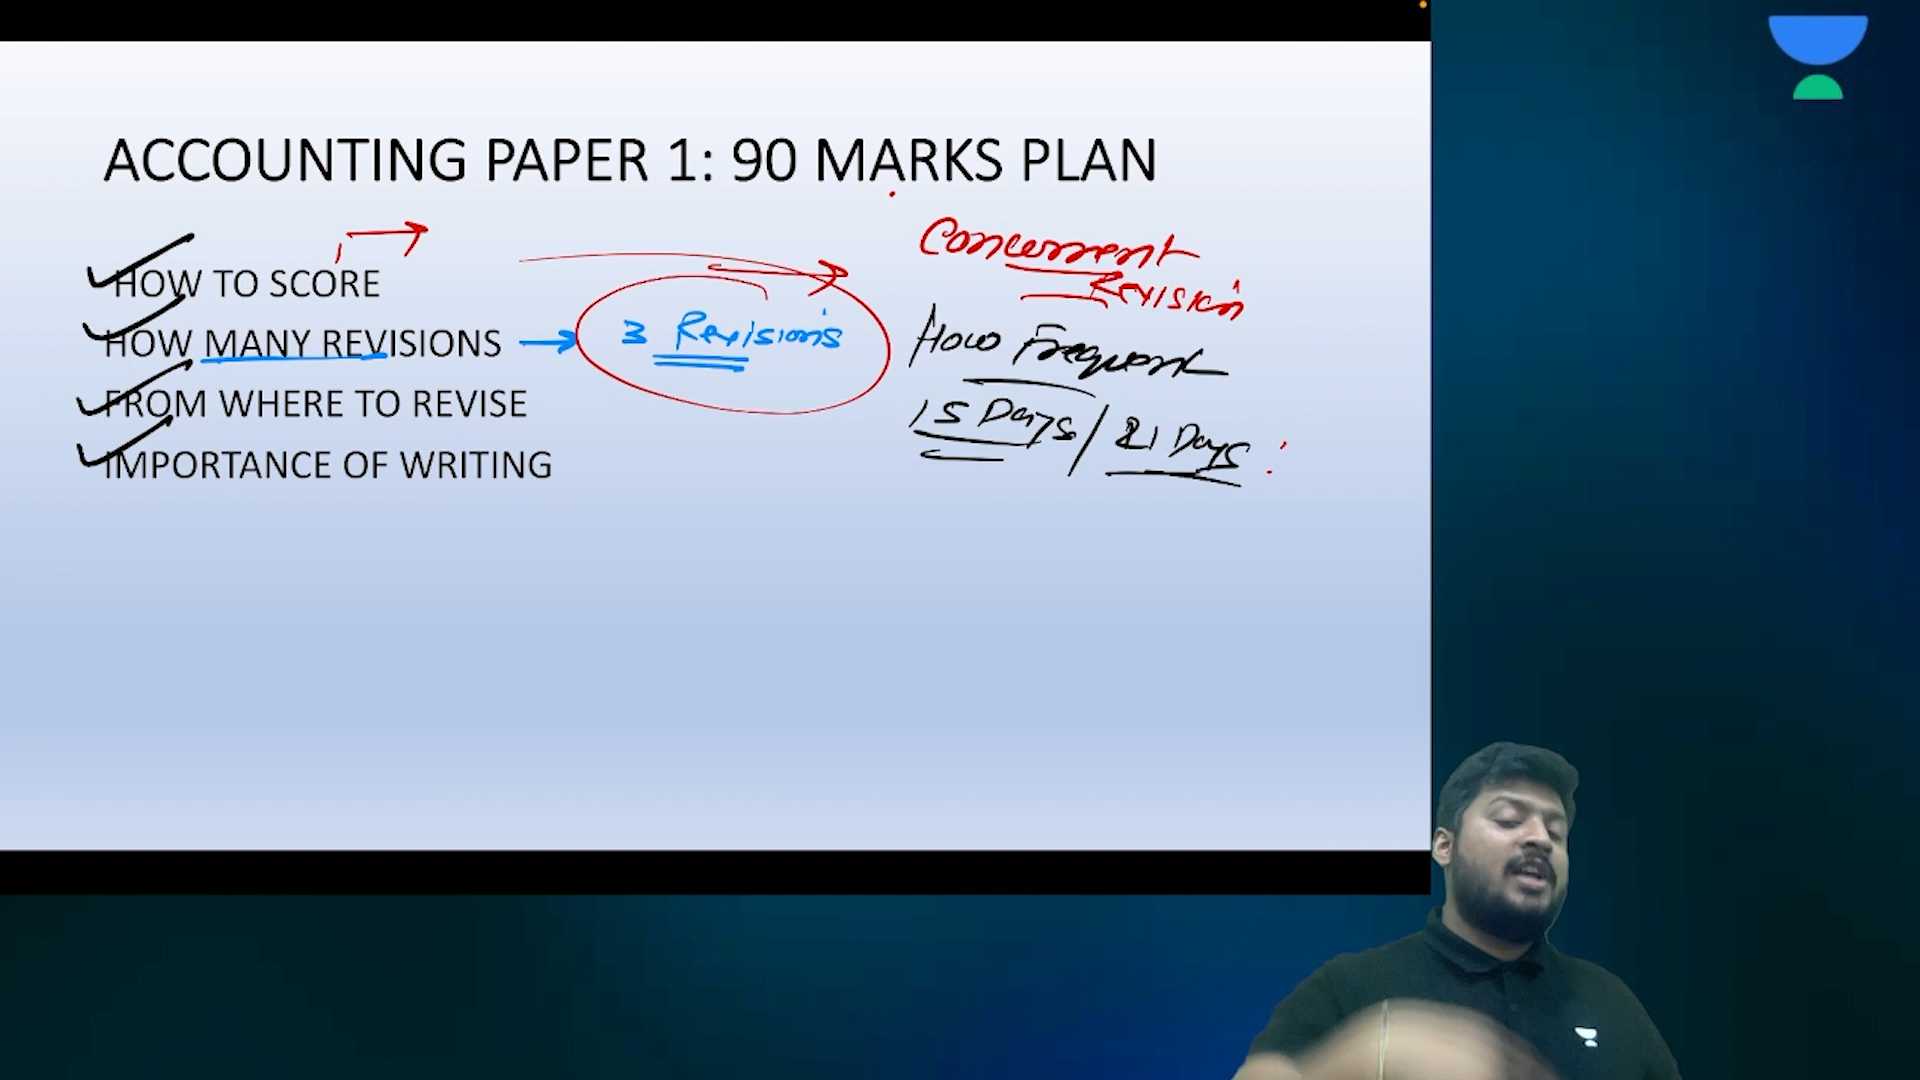 ACCOUNTING PAPER 1: 90 MARKS PLAN
HOW TO SCORE
HOW MANY REVISIONS
FROM WHERE TO REVISE
IMPORTANCE OF WRITING
3 Revisions
Concurrent
Revision
How Frequent
15 Days / 21 Days